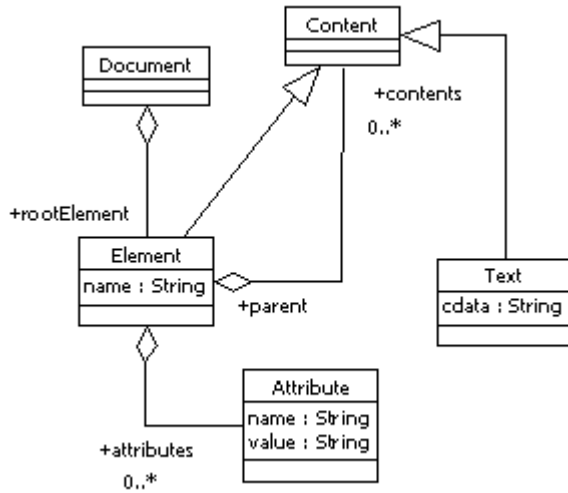 Content
Document
+contents
0..*
+rootElement
Element
name : String
+parent
Text
cdata : String
Attribute
name : String
value : String
+attributes
0..*